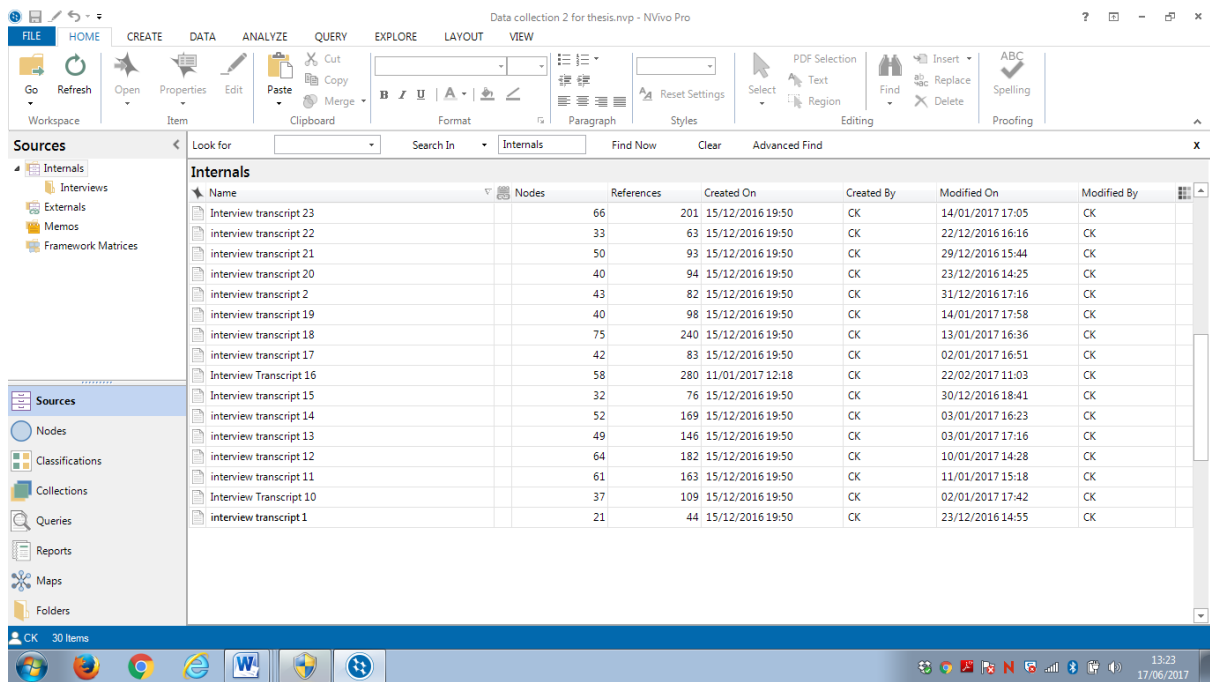 Data collection 2 for thesis.nvp - NVivo Pro
FILE HOME CREATE DATA ANALYZE QUERY EXPLORE LAYOUT VIEW
Go Refresh Open Properties Edit Paste Cut Copy Merge
B I U A Reset Settings Select PDF Selection Text Region Find Insert Replace Delete ABC Spelling
Workspace Item Clipboard Format Paragraph Styles Editing Proofing
Sources Look for Search In Internals Find Now Clear Advanced Find x
Internals
Interviews
Externals
Memos
Framework Matrices
Internals
Name Nodes References Created On Created By Modified On Modified By
Interview transcript 23 66 201 15/12/2016 19:50 CK 14/01/2017 17:05 CK
interview transcript 22 33 63 15/12/2016 19:50 CK 22/12/2016 16:16 CK
interview transcript 21 50 93 15/12/2016 19:50 CK 29/12/2016 15:44 CK
interview transcript 20 40 94 15/12/2016 19:50 CK 23/12/2016 14:25 CK
interview transcript 2 43 82 15/12/2016 19:50 CK 31/12/2016 17:16 CK
interview transcript 19 40 98 15/12/2016 19:50 CK 14/01/2017 17:58 CK
interview transcript 18 75 240 15/12/2016 19:50 CK 13/01/2017 16:36 CK
interview transcript 17 42 83 15/12/2016 19:50 CK 02/01/2017 16:51 CK
Interview Transcript 16 58 280 11/01/2017 12:18 CK 22/02/2017 11:03 CK
Interview Transcript 15 32 76 15/12/2016 19:50 CK 30/12/2016 18:41 CK
interview transcript 14 52 169 15/12/2016 19:50 CK 03/01/2017 16:23 CK
interview transcript 13 49 146 15/12/2016 19:50 CK 03/01/2017 17:16 CK
interview transcript 12 64 182 15/12/2016 19:50 CK 10/01/2017 14:28 CK
interview transcript 11 61 163 15/12/2016 19:50 CK 11/01/2017 15:18 CK
Interview Transcript 10 37 109 15/12/2016 19:50 CK 02/01/2017 17:42 CK
interview transcript 1 21 44 15/12/2016 19:50 CK 23/12/2016 14:55 CK
Sources
Nodes
Classifications
Collections
Queries
Reports
Maps
Folders
CK 30 Items
13:23
17/06/2017